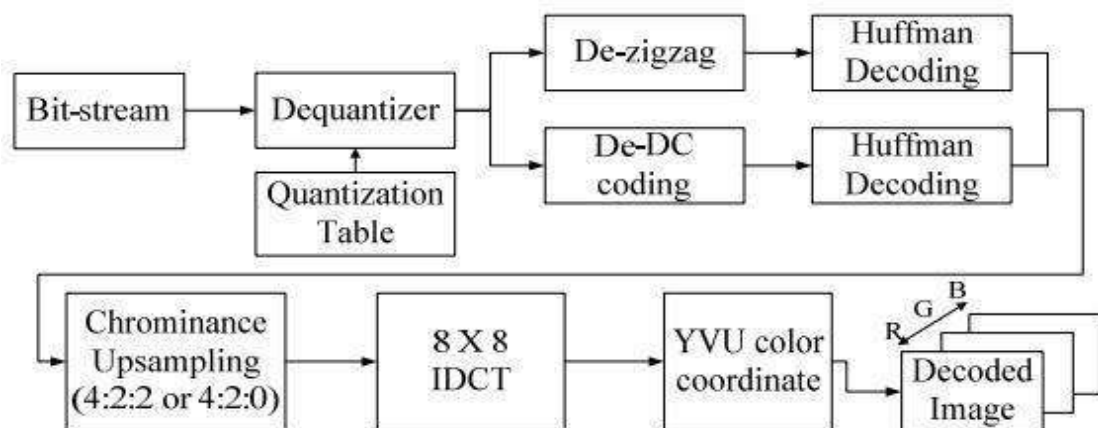 Bit-stream
Dequantizer
Quantization
Table
De-zigzag
Huffman
Decoding
De-DC
coding
Huffman
Decoding
Chrominance
Upsampling
(4:2:2 or 4:2:0)
8 X 8
IDCT
YVU color
coordinate
R G B
Decoded
Image